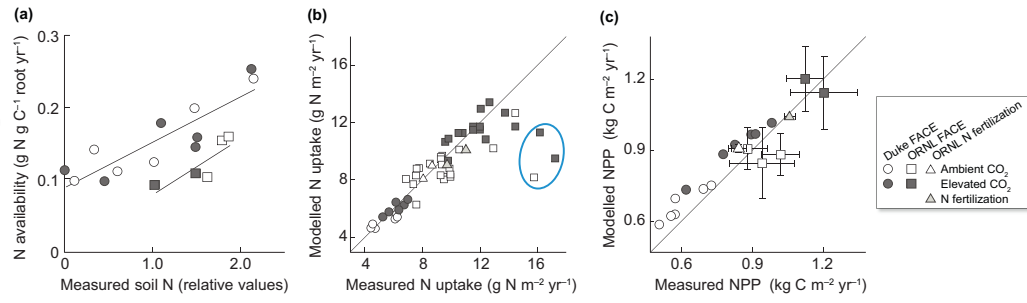 (a)
0.3
0.2
0.1
0
0
1.0
2.0
N availability (g N g C⁻¹ root yr⁻¹)
Measured soil N (relative values)
(b)
16
12
8
4
4
8
12
16
Modelled N uptake (g N m⁻² yr⁻¹)
Measured N uptake (g N m⁻² yr⁻¹)
(c)
1.2
0.9
0.6
0.6
0.9
1.2
Modelled NPP (kg C m⁻² yr⁻¹)
Measured NPP (kg C m⁻² yr⁻¹)
Duke FACE
ORNL FACE
ORNL N fertilization
Ambient CO₂
Elevated CO₂
N fertilization